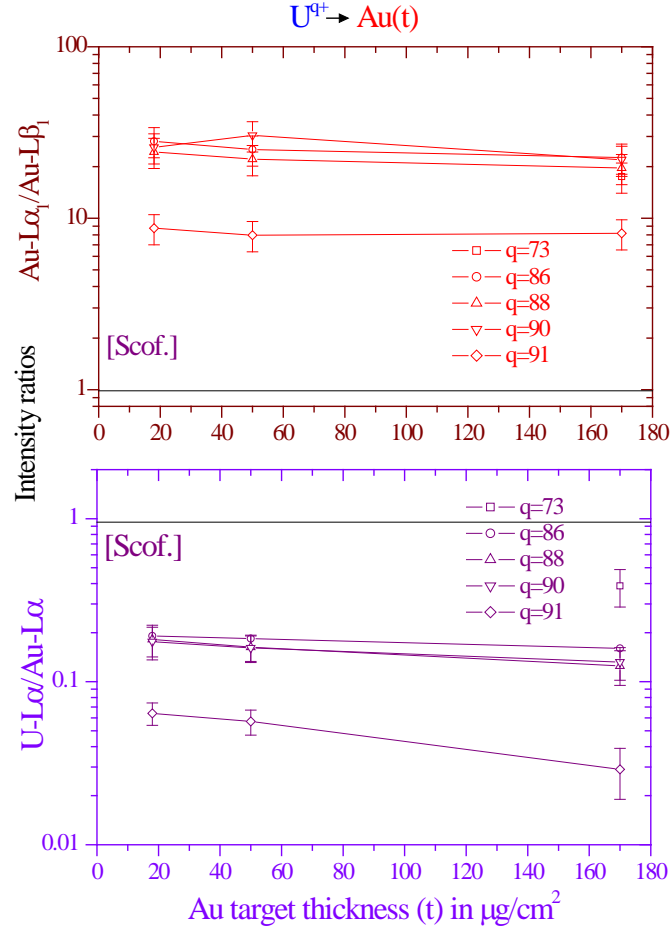 U^q+ → Au(t)
100
10
1
Au-Lα₁/Au-Lβ₁
q=73
q=86
q=88
q=90
q=91
[Scof.]
0 20 40 60 80 100 120 140 160 180
Intensity ratios
1
0.1
0.01
U-Lα/Au-Lα
[Scof.]
q=73
q=86
q=88
q=90
q=91
0 20 40 60 80 100 120 140 160 180
Au target thickness (t) in μg/cm²